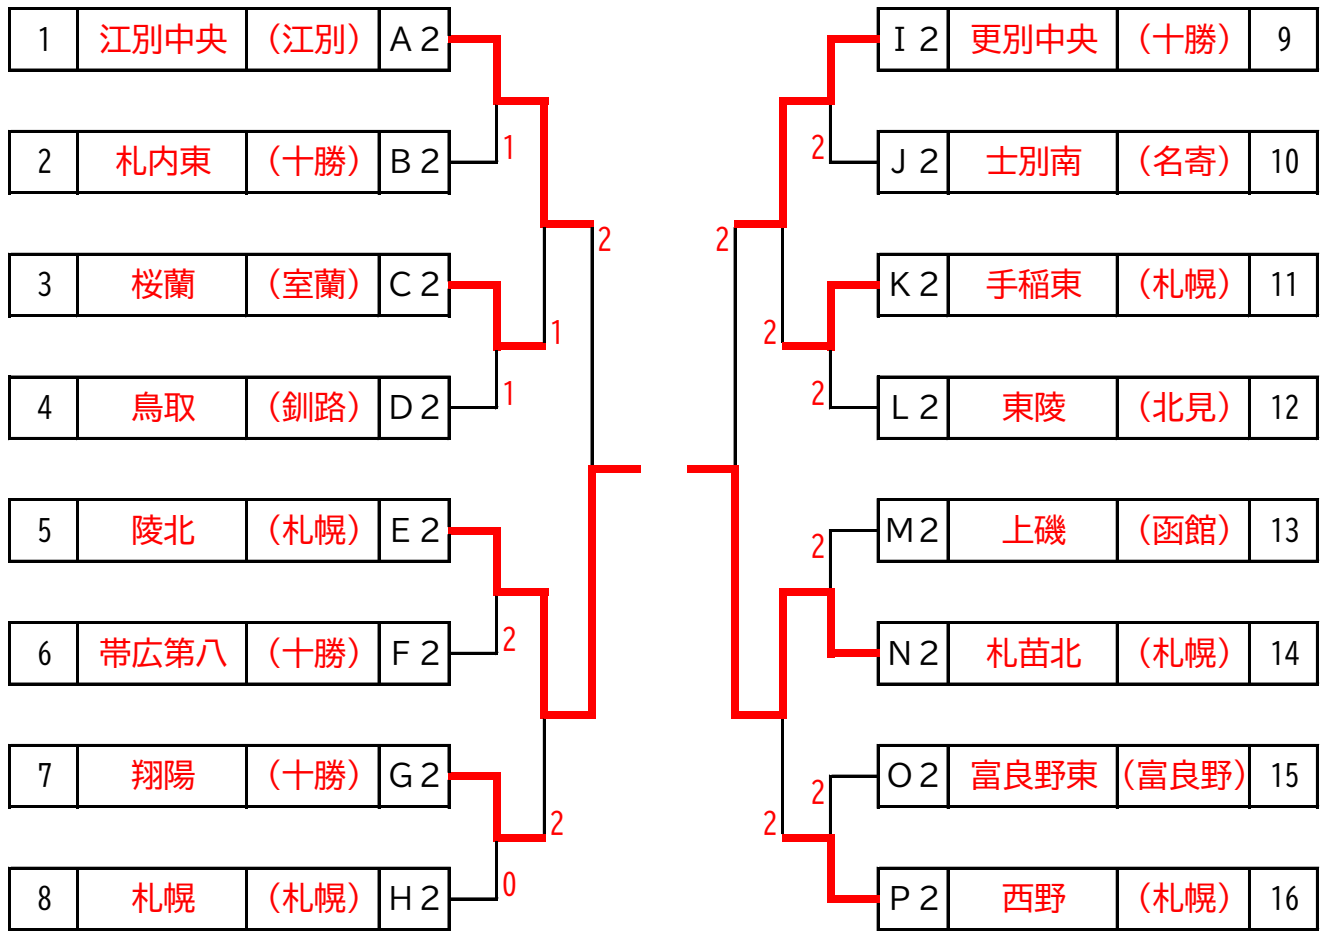 1 江別中央 (江別) A2
I2 更別中央 (十勝) 9
1
2
2 札内東 (十勝) B2
J2 士別南 (名寄) 10
2
2
3 桜蘭 (室蘭) C2
K2 手稲東 (札幌) 11
1
2
1
2
4 鳥取 (釧路) D2
L2 東陵 (北見) 12
5 陵北 (札幌) E2
M2 上磯 (函館) 13
2
2
6 帯広第八 (十勝) F2
N2 札苗北 (札幌) 14
7 翔陽 (十勝) G2
O2 富良野東 (富良野) 15
2
2
2
0
8 札幌 (札幌) H2
P2 西野 (札幌) 16